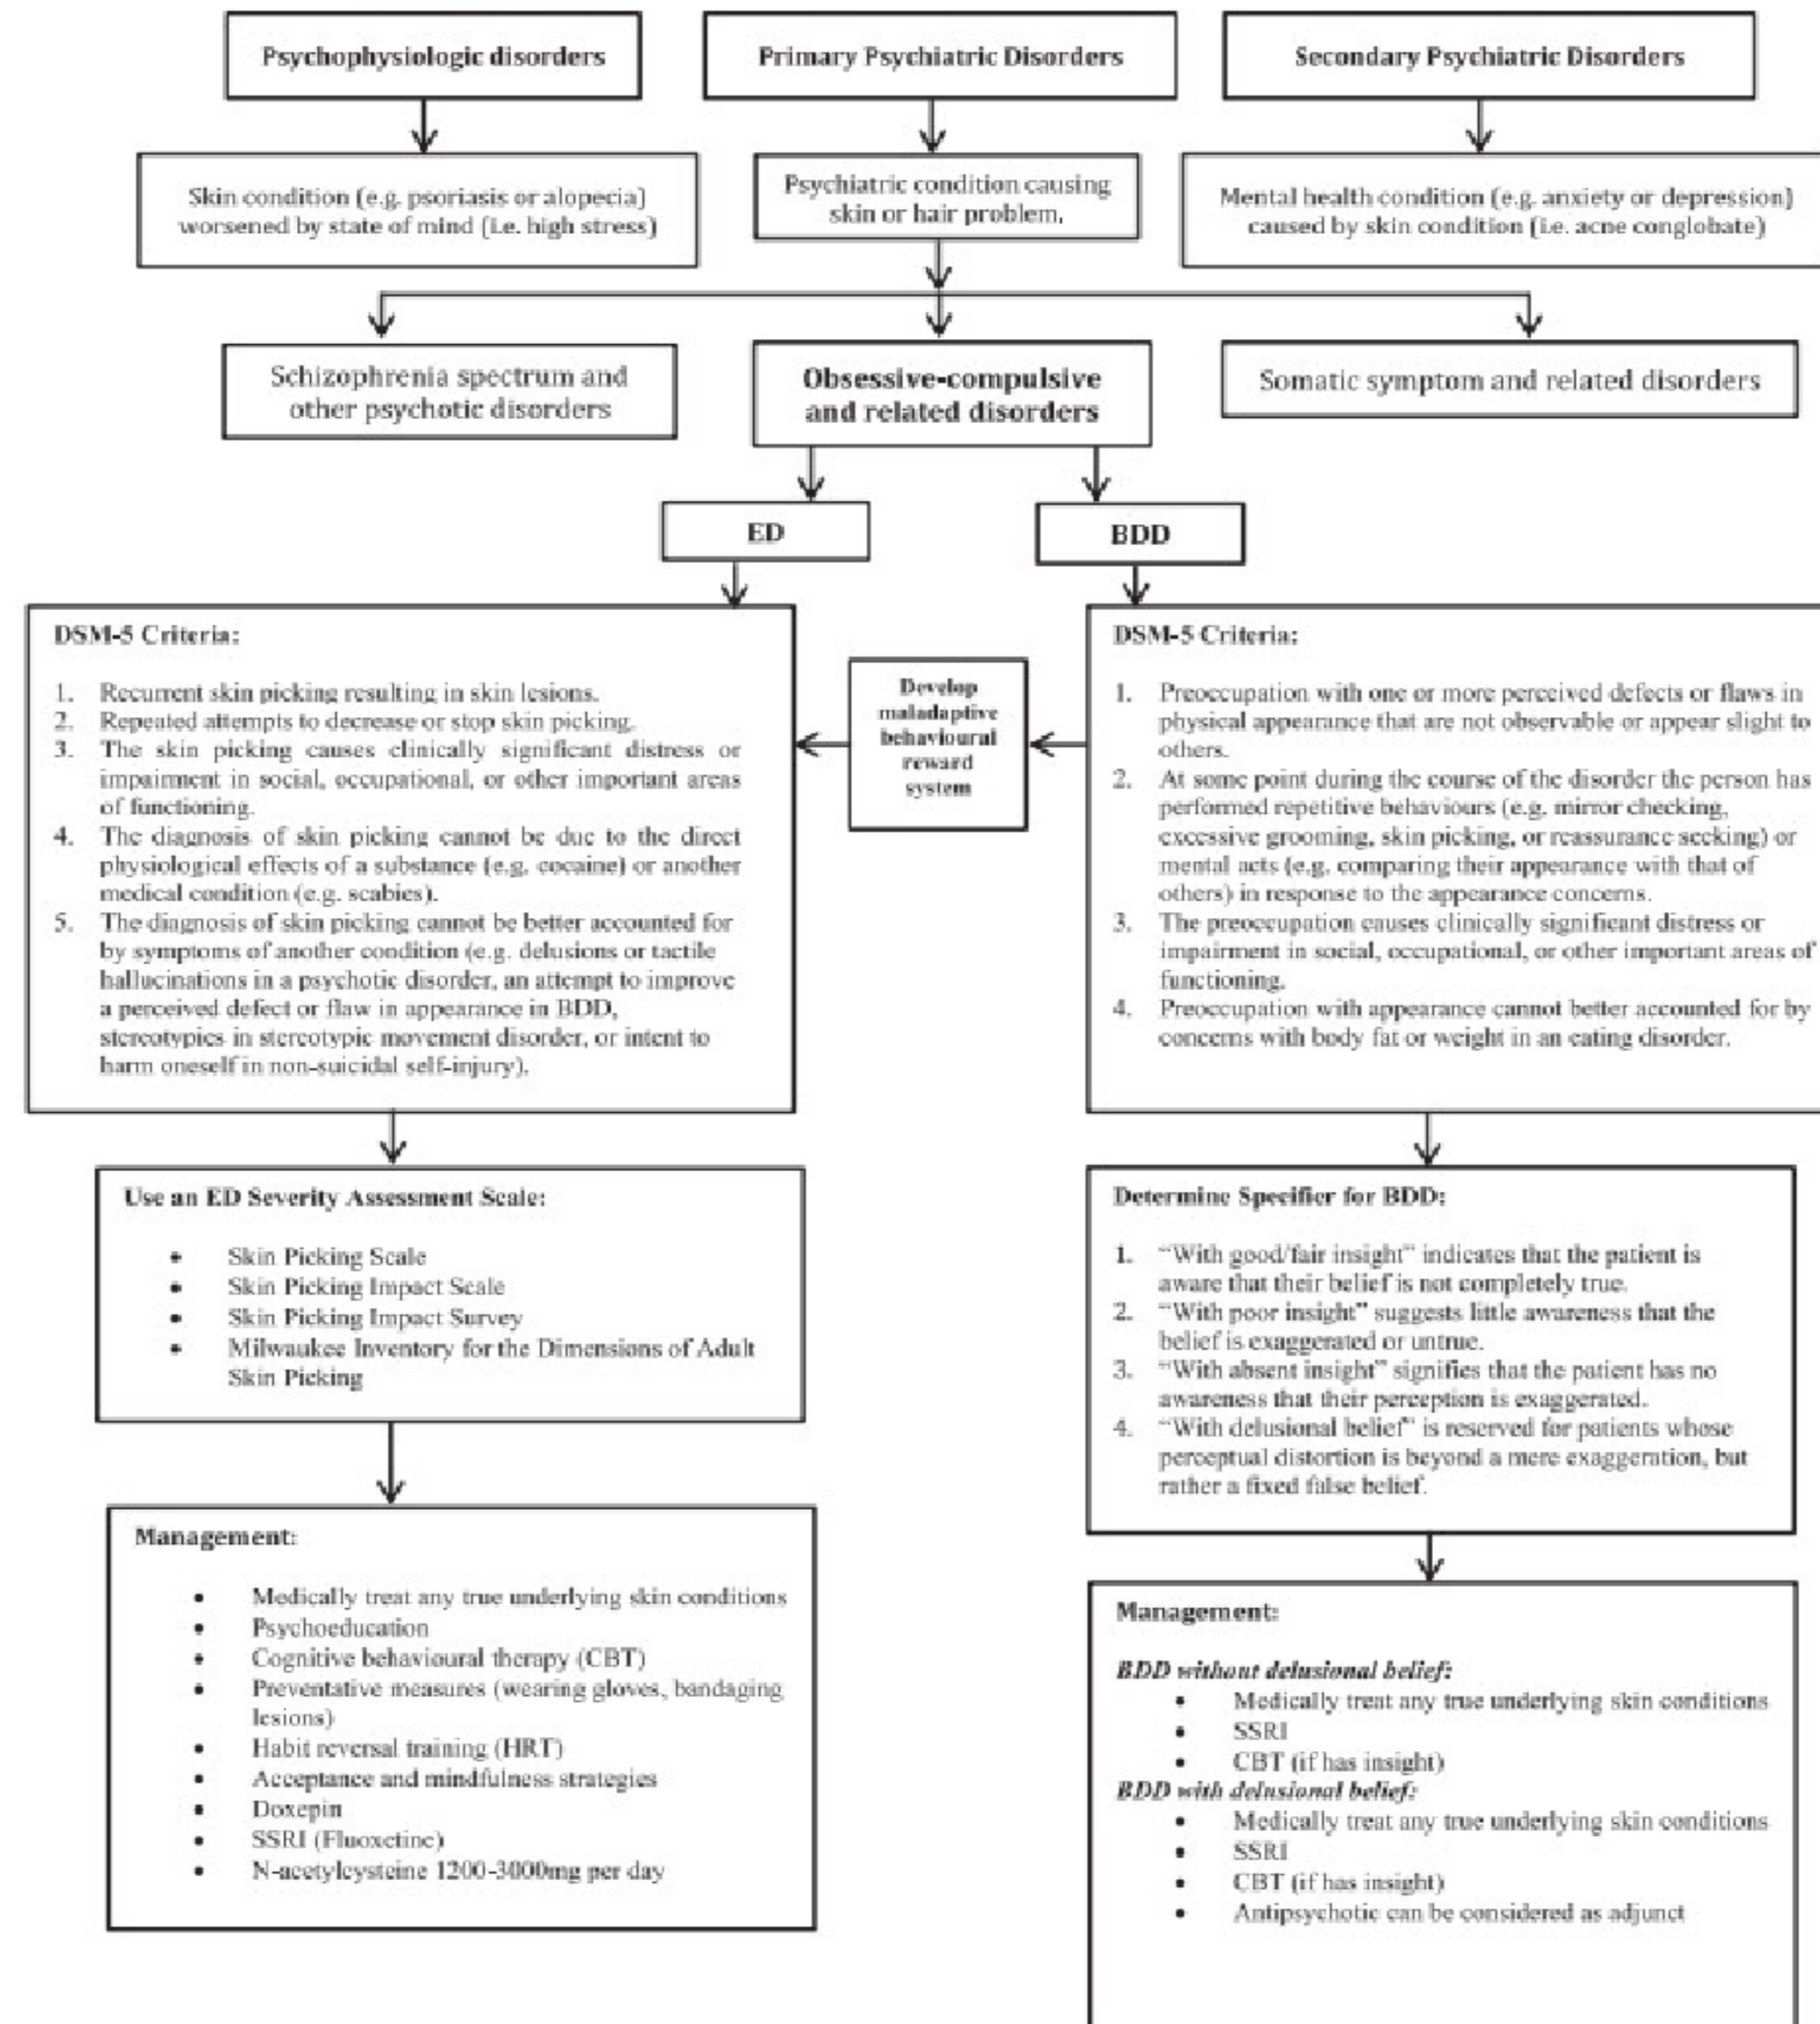 Psychophysiologic disorders
Primary Psychiatric Disorders
Secondary Psychiatric Disorders
Skin condition (e.g. psoriasis or alopecia)
worsened by state of mind (i.e. high stress)
Psychiatric condition causing
skin or hair problem.
Mental health condition (e.g. anxiety or depression)
caused by skin condition (i.e. acne conglobate)
Schizophrenia spectrum and
other psychotic disorders
Obsessive-compulsive
and related disorders
Somatic symptom and related disorders
ED
BDD
DSM-5 Criteria:
1. Recurrent skin picking resulting in skin lesions.
2. Repeated attempts to decrease or stop skin picking.
3. The skin picking causes clinically significant distress or
impairment in social, occupational, or other important areas
of functioning.
4. The diagnosis of skin picking cannot be due to the direct
physiological effects of a substance (e.g. cocaine) or another
medical condition (e.g. scabies).
5. The diagnosis of skin picking cannot be better accounted for
by symptoms of another condition (e.g. delusions or tactile
hallucinations in a psychotic disorder, an attempt to improve
a perceived defect or flaw in appearance in BDD,
stereotypies in stereotypic movement disorder, or intent to
harm oneself in non-suicidal self-injury).
Develop
maladaptive
behavioural
reward
system
DSM-5 Criteria:
1. Preoccupation with one or more perceived defects or flaws in
physical appearance that are not observable or appear slight to
others.
2. At some point during the course of the disorder the person has
performed repetitive behaviours (e.g. mirror checking,
excessive grooming, skin picking, or reassurance seeking) or
mental acts (e.g. comparing their appearance with that of
others) in response to the appearance concerns.
3. The preoccupation causes clinically significant distress or
impairment in social, occupational, or other important areas of
functioning.
4. Preoccupation with appearance cannot better accounted for by
concerns with body fat or weight in an eating disorder.
Use an ED Severity Assessment Scale:
• Skin Picking Scale
• Skin Picking Impact Scale
• Skin Picking Impact Survey
• Milwaukee Inventory for the Dimensions of Adult
Skin Picking
Determine Specifier for BDD:
1. "With good/fair insight" indicates that the patient is
aware that their belief is not completely true.
2. "With poor insight" suggests little awareness that the
belief is exaggerated or untrue.
3. "With absent insight" signifies that the patient has no
awareness that their perception is exaggerated.
4. "With delusional belief" is reserved for patients whose
perceptual distortion is beyond a mere exaggeration, but
rather a fixed false belief.
Management:
• Medically treat any true underlying skin conditions
• Psychoeducation
• Cognitive behavioural therapy (CBT)
• Preventative measures (wearing gloves, bandaging
lesions)
• Habit reversal training (HRT)
• Acceptance and mindfulness strategies
• Doxepin
• SSRI (Fluoxetine)
• N-acetylcysteine 1200-3000mg per day
Management:
BDD without delusional belief:
• Medically treat any true underlying skin conditions
• SSRI
• CBT (if has insight)
BDD with delusional belief:
• Medically treat any true underlying skin conditions
• SSRI
• CBT (if has insight)
• Antipsychotic can be considered as adjunct